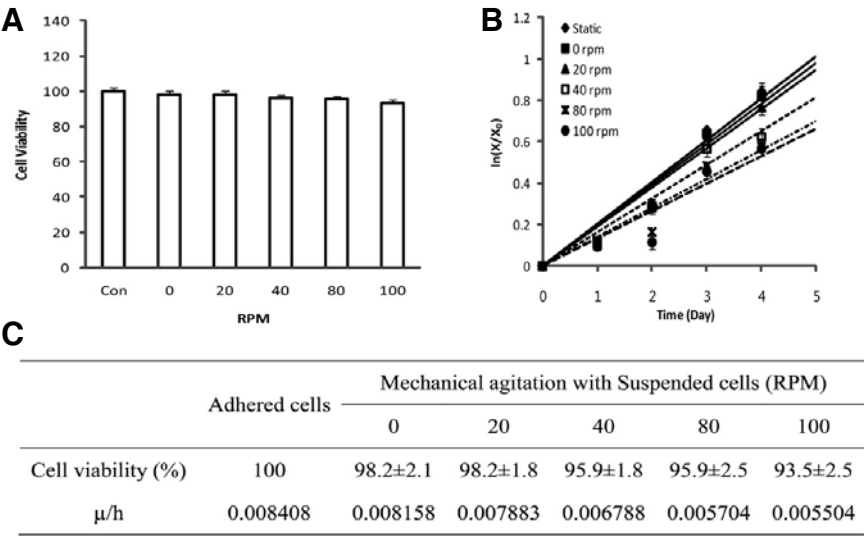 A
140
120
100
80
60
40
20
0
Cell Viability
Con 0 20 40 80 100
RPM
B
1.2
1
0.8
0.6
0.4
0.2
0
ln(X/X₀)
Static
0 rpm
20 rpm
40 rpm
80 rpm
100 rpm
0 1 2 3 4 5
Time (Day)
C
Adhered cells
Mechanical agitation with Suspended cells (RPM)
0 20 40 80 100
Cell viability (%) 100 98.2±2.1 98.2±1.8 95.9±1.8 95.9±2.5 93.5±2.5
μ/h 0.008408 0.008158 0.007883 0.006788 0.005704 0.005504